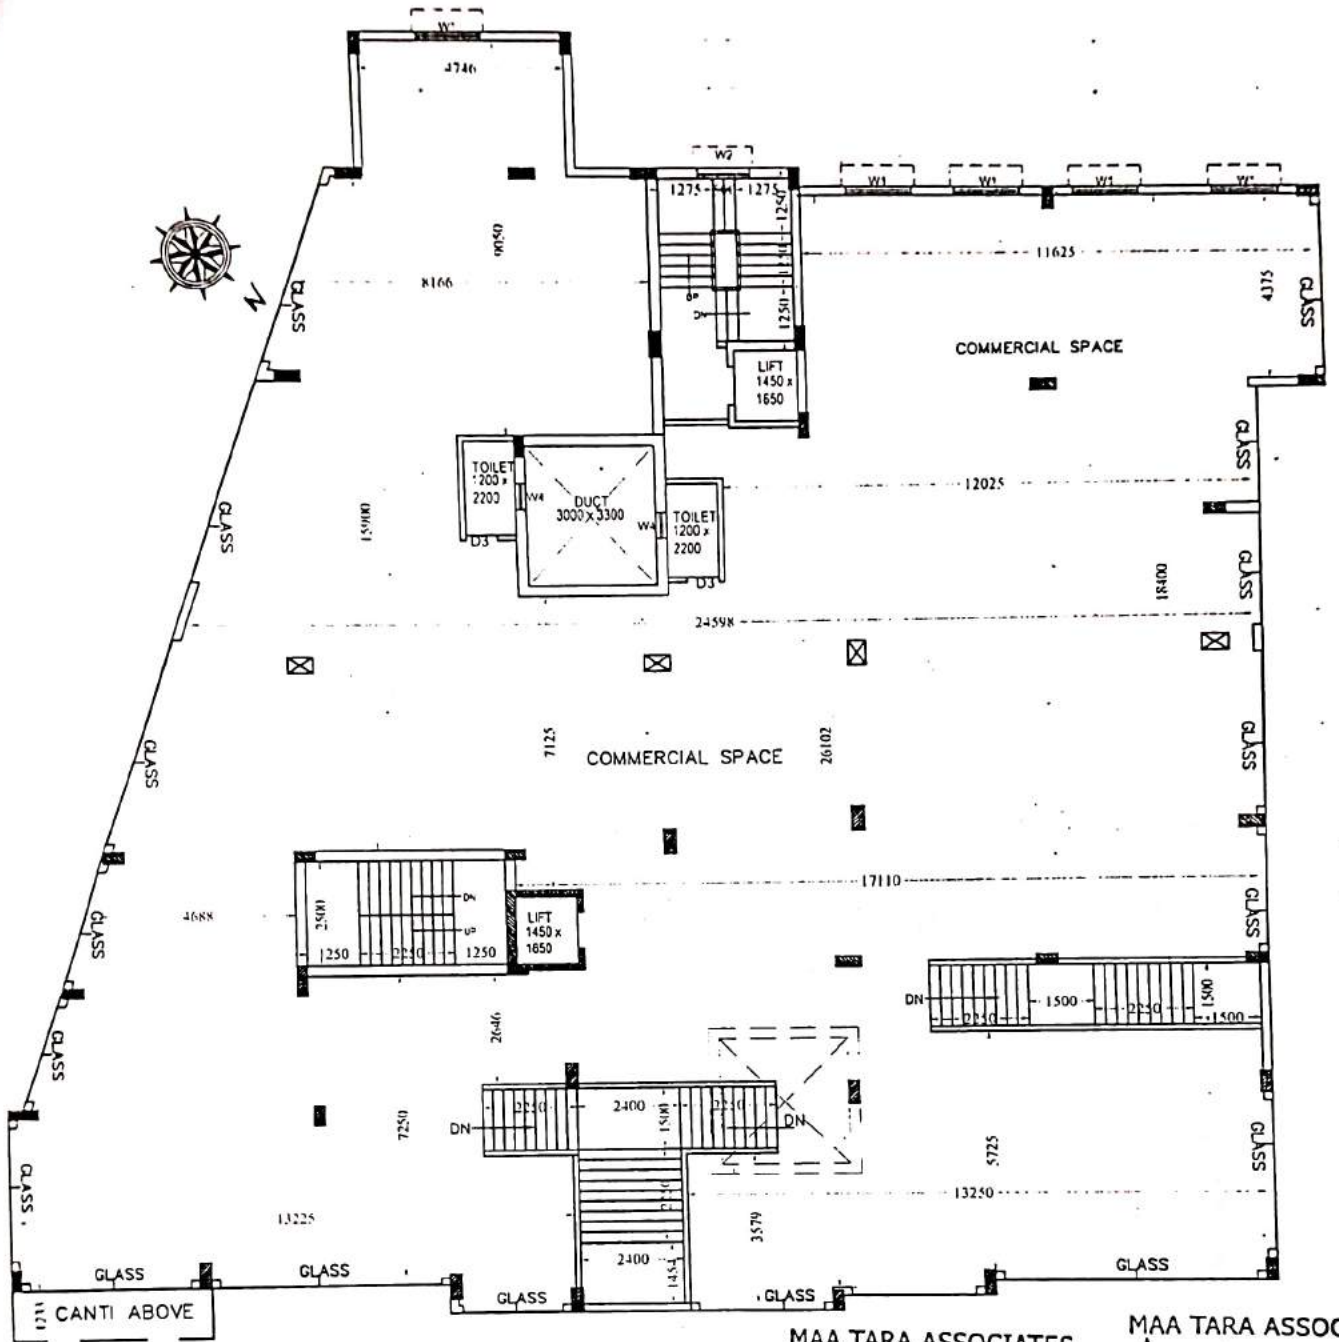 W1
4746
W2
1275
1275
1250
1250
1250
UP
DN
W1
W1
W1
W1
11625
4375
GLASS
N
GLASS
9050
8166
COMMERCIAL SPACE
LIFT
1450 x
1650
GLASS
TOILET
1200 x
2200
D3
W4
DUCT
3000 x 3300
W4
TOILET
1200 x
2200
D3
12025
GLASS
15900
GLASS
18400
24598
GLASS
7125
COMMERCIAL SPACE
26102
GLASS
17110
4688
GLASS
2500
DN
UP
1250
2250
1250
LIFT
1450 x
1650
GLASS
DN
2250
1500
2250
1500
1500
GLASS
2646
2250
2400
1500
2250
DN
DN
7250
5725
GLASS
GLASS
13225
2250
13250
3579
2400
1454
GLASS
GLASS
GLASS
GLASS
GLASS
CANTI ABOVE
MAA TARA ASSOCIATES
MAA TARA ASSOC